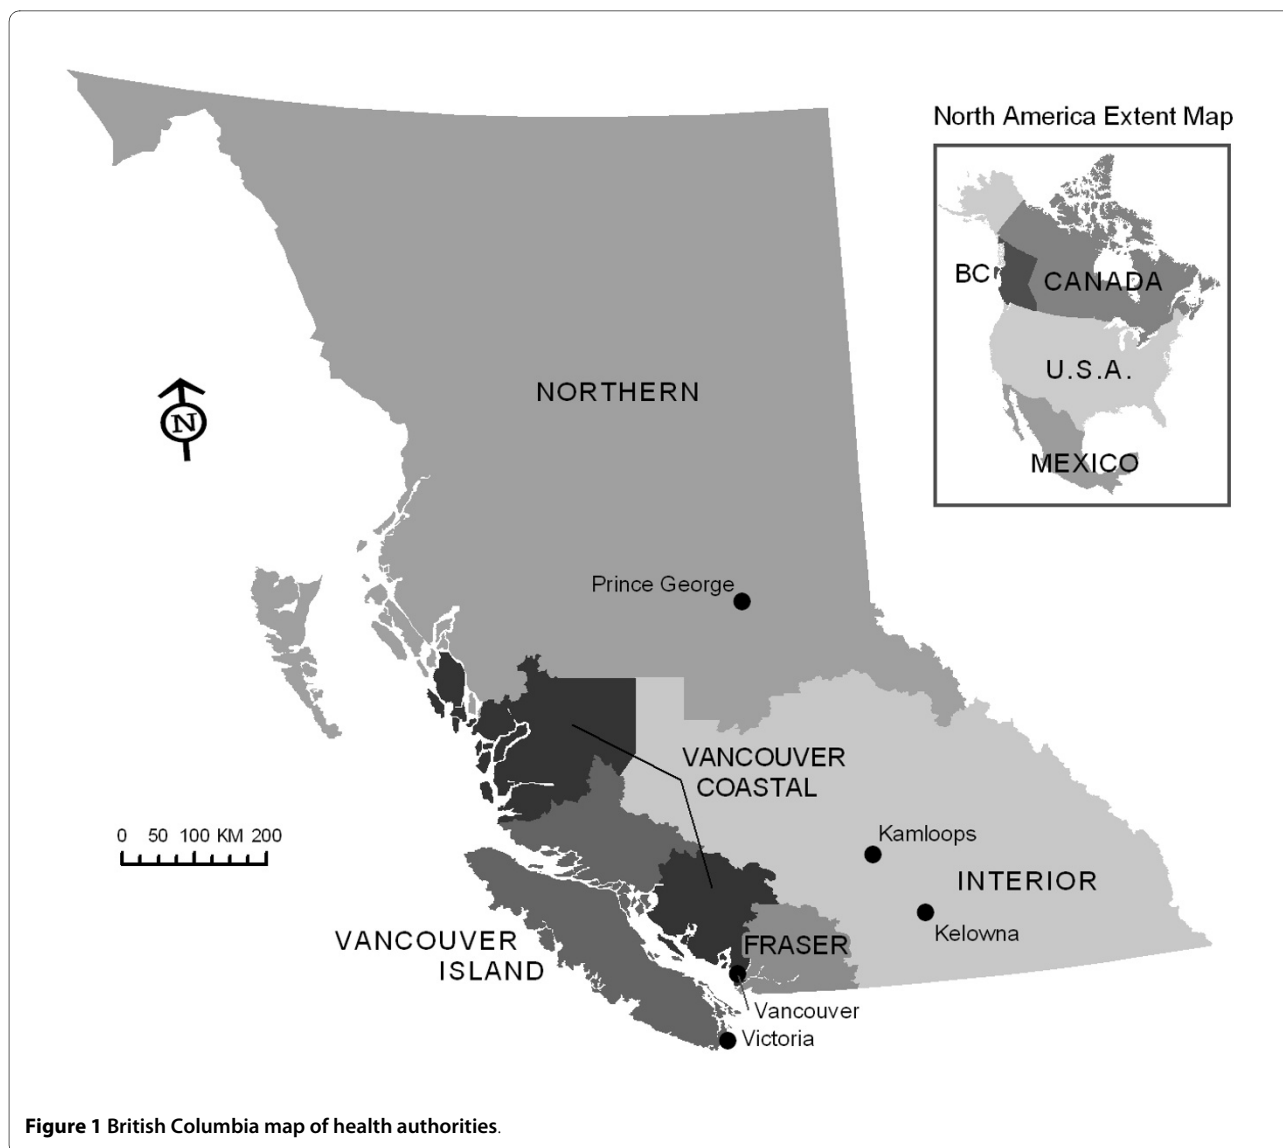 North America Extent Map
BC
CANADA
U.S.A.
MEXICO
NORTHERN
N
Prince George
VANCOUVER
COASTAL
0 50 100 KM 200
Kamloops
INTERIOR
Kelowna
VANCOUVER
ISLAND
FRASER
Vancouver
Victoria
Figure 1 British Columbia map of health authorities.